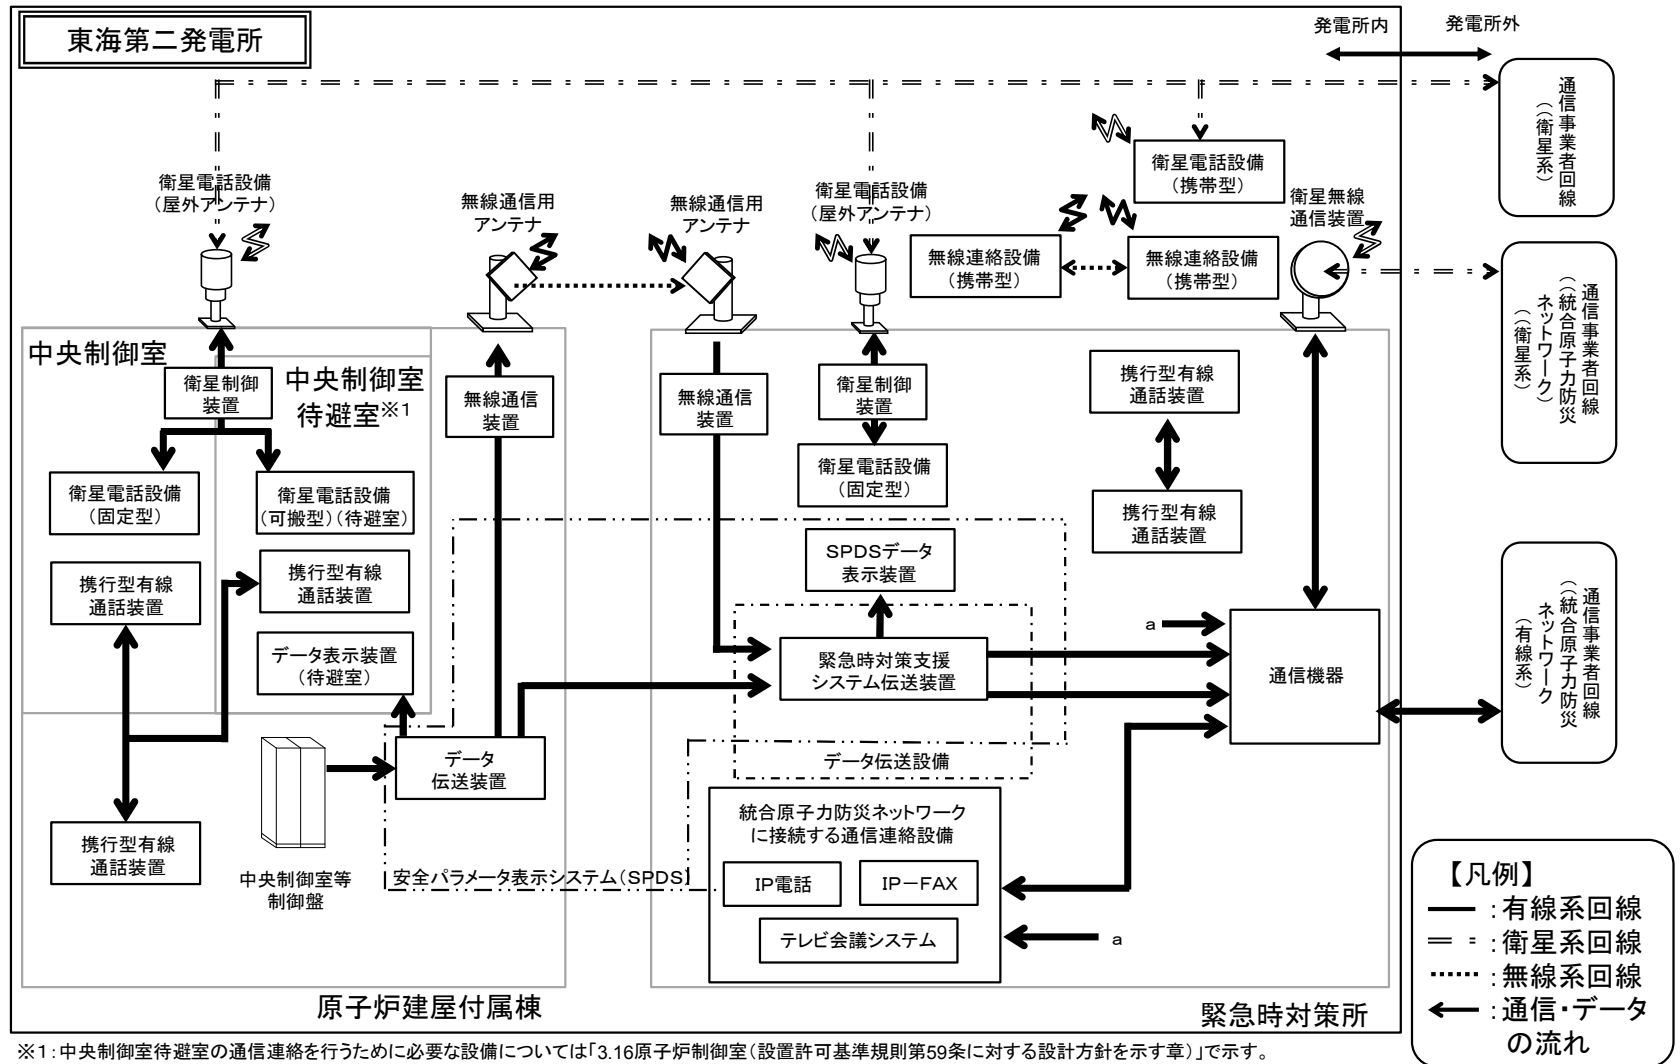 東海第二発電所
発電所内
発電所外
通信事業者回線
(（衛星系）
衛星電話設備
（携帯型）
衛星電話設備
（屋外アンテナ）
無線通信用
アンテナ
無線通信用
アンテナ
衛星電話設備
（屋外アンテナ）
衛星無線
通信装置
無線連絡設備
（携帯型）
無線連絡設備
（携帯型）
通信事業者回線
(（統合原子力防災
ネットワーク）
(（衛星系）
中央制御室
中央制御室
待避室※1
衛星制御
装置
無線通信
装置
無線通信
装置
衛星制御
装置
携行型有線
通話装置
衛星電話設備
（固定型）
衛星電話設備
（可搬型）（待避室）
衛星電話設備
（固定型）
携行型有線
通話装置
SPDSデータ
表示装置
携行型有線
通話装置
携行型有線
通話装置
データ表示装置
（待避室）
緊急時対策支援
システム伝送装置
a
通信機器
通信事業者回線
(（統合原子力防災
ネットワーク
（有線系）
データ
伝送装置
データ伝送設備
携行型有線
通話装置
中央制御室等
制御盤
安全パラメータ表示システム（SPDS）
統合原子力防災ネットワーク
に接続する通信連絡設備
IP電話
IP－FAX
テレビ会議システム
a
原子炉建屋付属棟
緊急時対策所
【凡例】
：有線系回線
：衛星系回線
：無線系回線
：通信・データ
の流れ
※1：中央制御室待避室の通信連絡を行うために必要な設備については「3.16原子炉制御室（設置許可基準規則第59条に対する設計方針を示す章）」で示す。